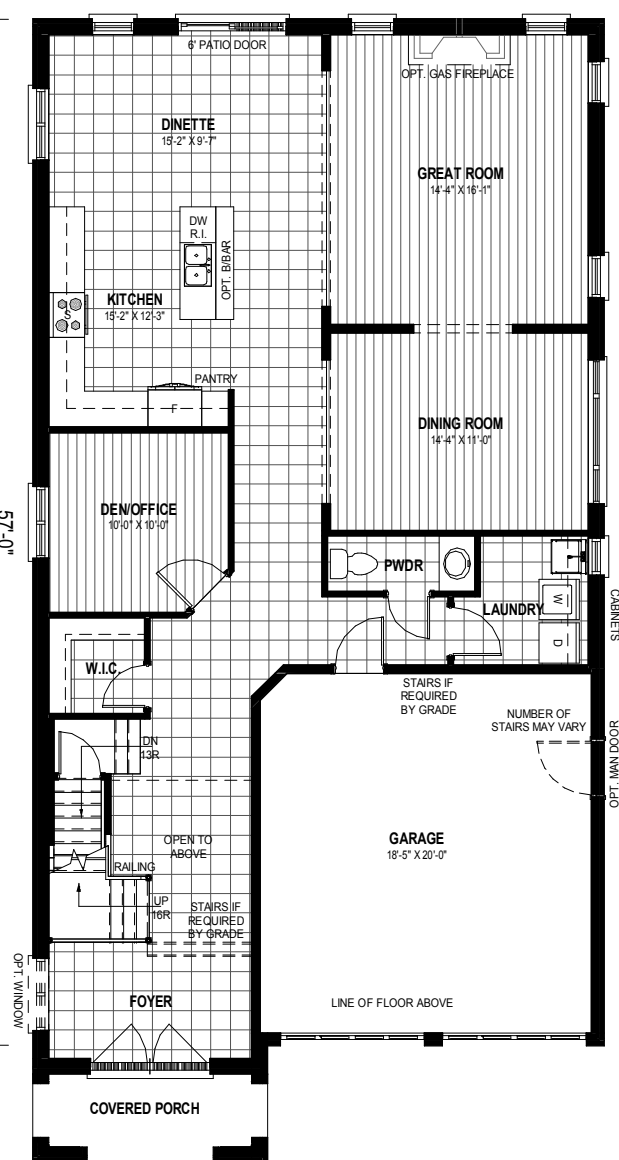 6' PATIO DOOR
OPT. GAS FIREPLACE
DINETTE
15'-2" X 9'-7"
GREAT ROOM
14'-4" X 16'-1"
DW
R.I.
OPT. B/BAR
KITCHEN
15'-2" X 12'-3"
S
PANTRY
F
DINING ROOM
14'-4" X 11'-0"
DEN/OFFICE
10'-0" X 10'-0"
57'-0"
PWDR
LAUNDRY
W
D
CABINETS
W.I.C.
STAIRS IF
REQUIRED
BY GRADE
NUMBER OF
STAIRS MAY VARY
OPT. MAN DOOR
DN
13R
OPEN TO
ABOVE
GARAGE
18'-5" X 20'-0"
RAILING
UP
16R
STAIRS IF
REQUIRED
BY GRADE
OPT. WINDOW
FOYER
LINE OF FLOOR ABOVE
COVERED PORCH